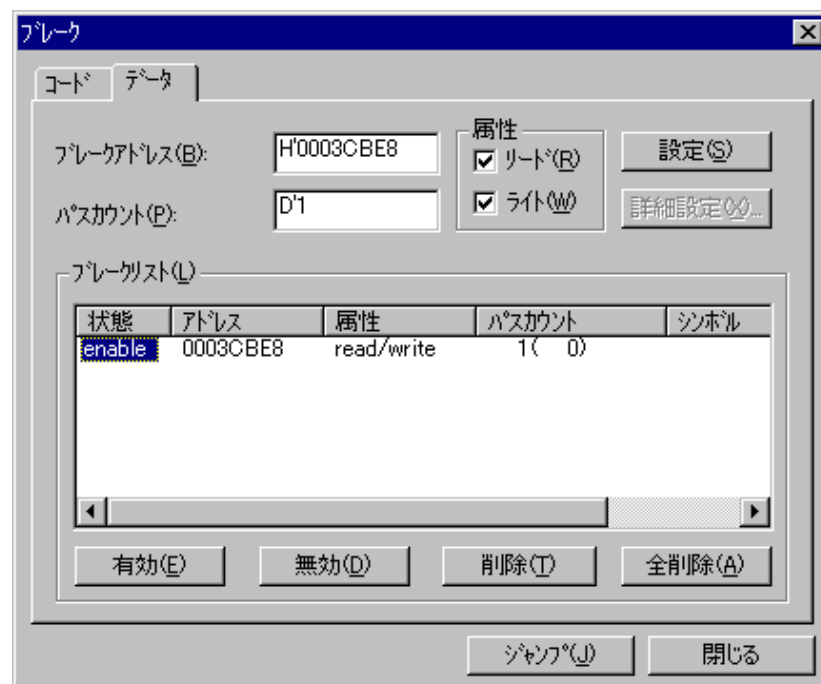 ブレーク
コード データ
ブレークアドレス(B): H'0003CBE8
パスカウント(P): D'1
属性
リード(R)
ライト(W)
設定(S)
詳細設定(X)...
ブレークリスト(L)
状態 アドレス 属性 パスカウント シンボル
enable 0003CBE8 read/write 1( 0)
有効(E) 無効(D) 削除(T) 全削除(A)
ジャンプ(J) 閉じる